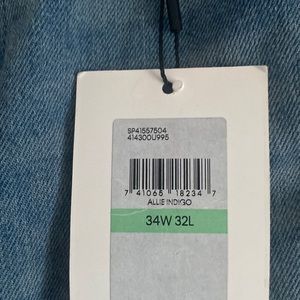 SP41557504
414300U995
7 41065 18234 7
ALLIE INDIGO
34W 32L